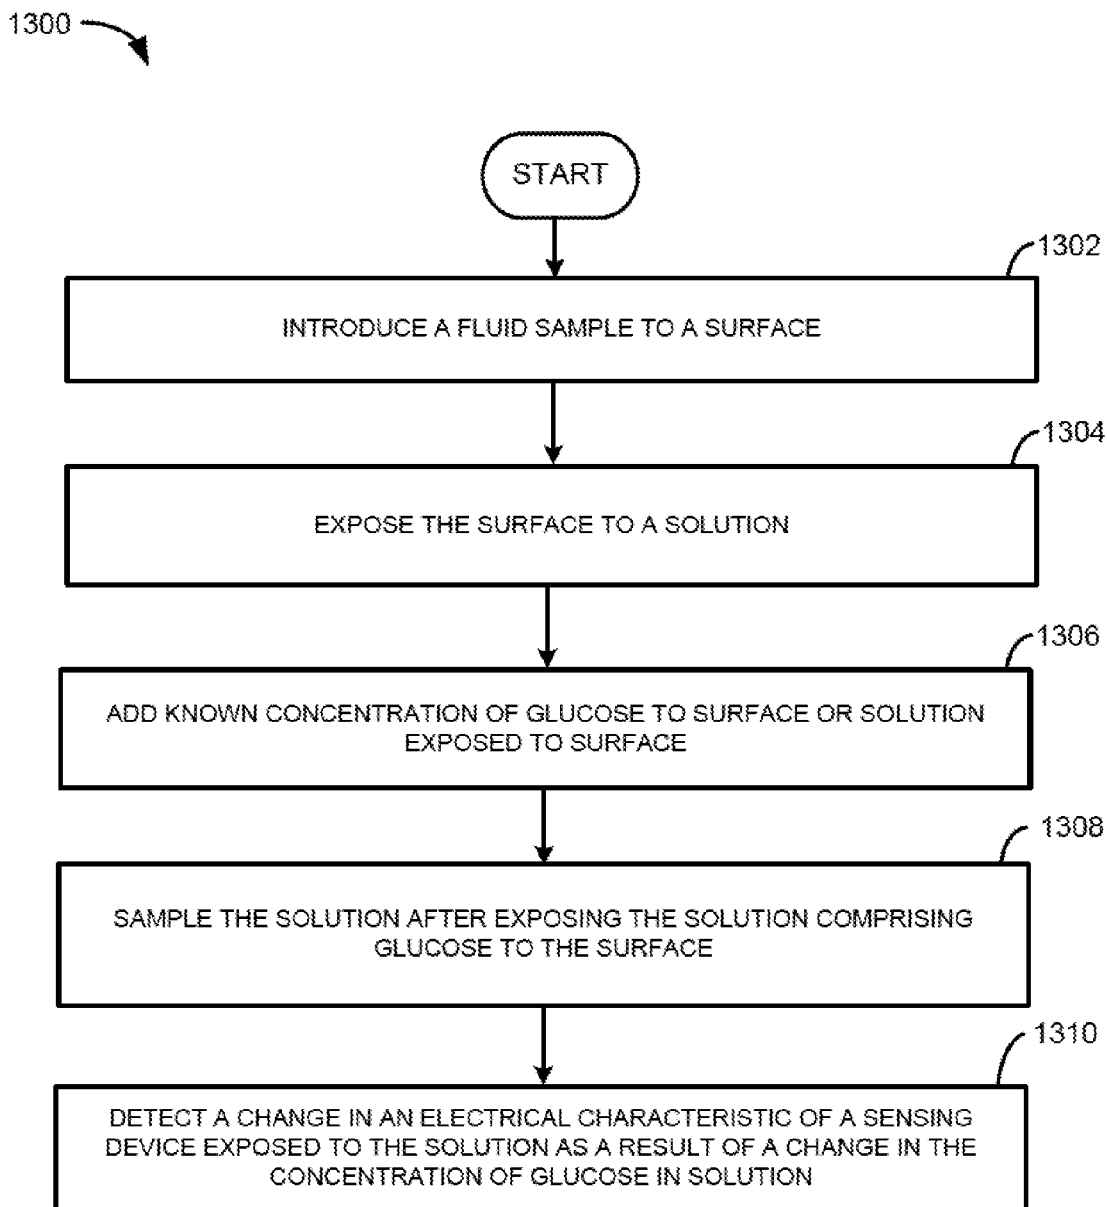 1300
START
1302
INTRODUCE A FLUID SAMPLE TO A SURFACE
1304
EXPOSE THE SURFACE TO A SOLUTION
1306
ADD KNOWN CONCENTRATION OF GLUCOSE TO SURFACE OR SOLUTION
EXPOSED TO SURFACE
1308
SAMPLE THE SOLUTION AFTER EXPOSING THE SOLUTION COMPRISING
GLUCOSE TO THE SURFACE
1310
DETECT A CHANGE IN AN ELECTRICAL CHARACTERISTIC OF A SENSING
DEVICE EXPOSED TO THE SOLUTION AS A RESULT OF A CHANGE IN THE
CONCENTRATION OF GLUCOSE IN SOLUTION